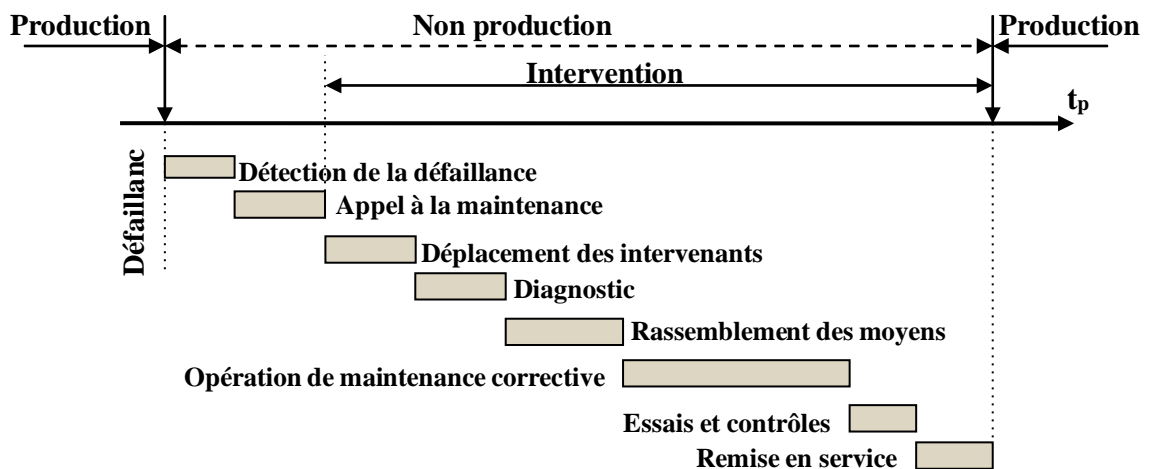 Production
Non production
Production
Intervention
tp
Défaillanc
Détection de la défaillance
Appel à la maintenance
Déplacement des intervenants
Diagnostic
Rassemblement des moyens
Opération de maintenance corrective
Essais et contrôles
Remise en service